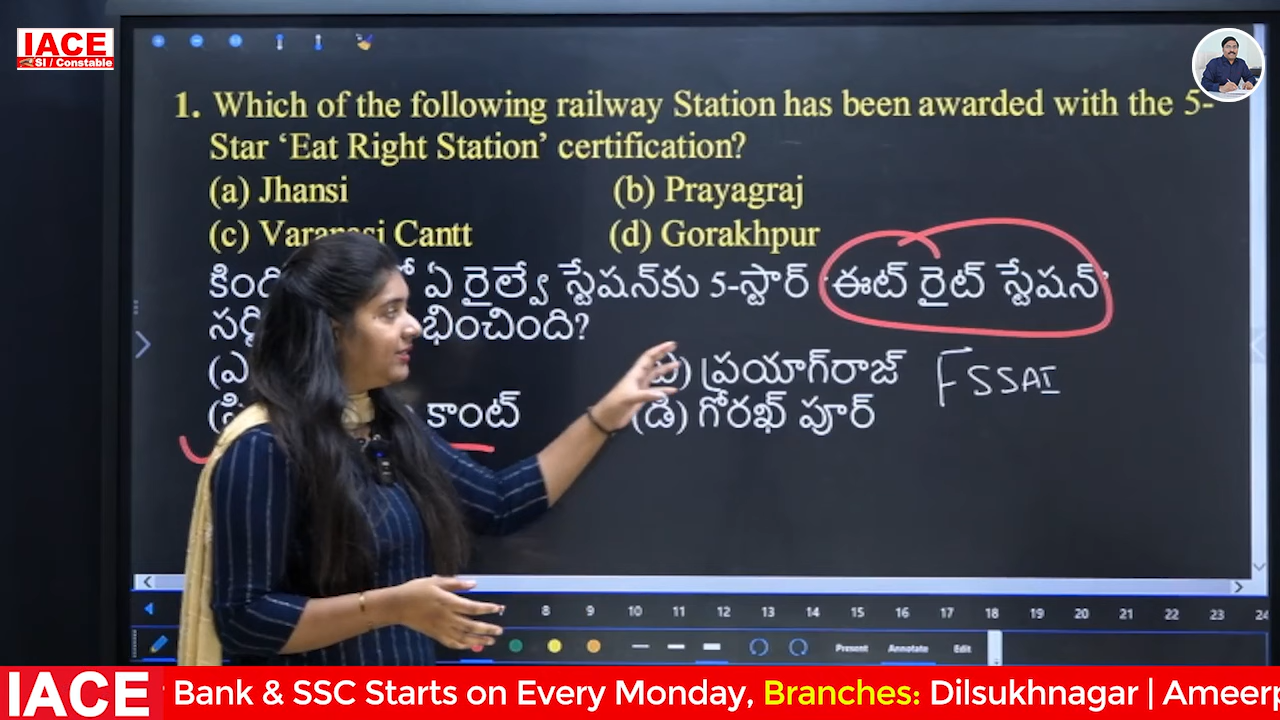 IACE
SI / Constable
1. Which of the following railway Station has been awarded with the 5-
Star ‘Eat Right Station’ certification?
(a) Jhansi (b) Prayagraj
(c) Varanasi Cantt (d) Gorakhpur
ఏ రైల్వే స్టేషన్‌కు 5-స్టార్ ‘ఈట్ రైట్ స్టేషన్’
(ఎ ప్రయాగ్‌రాజ్ FSSAI
కాంట్ (డి) గోరఖ్ పూర్
7 8 9 10 11 12 13 14 15 16 17 18 19 20 21 22 23 24
Present Annotate Edit
IACE Bank & SSC Starts on Every Monday, Branches: Dilsukhnagar | Ameerp